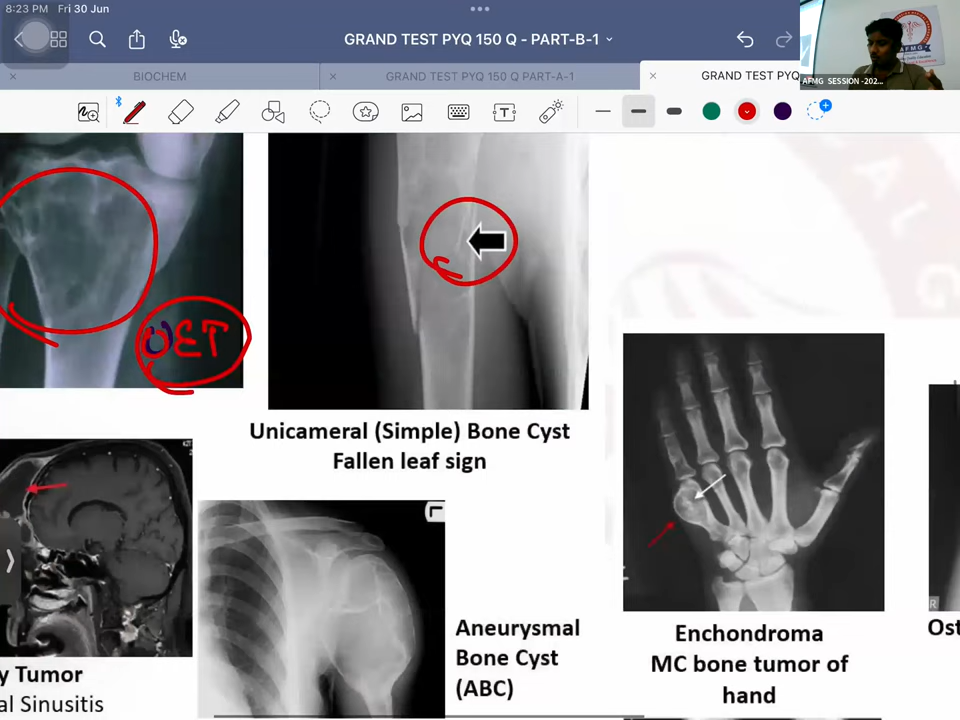 8:23 PM Fri 30 Jun
GRAND TEST PYQ 150 Q - PART-B-1
BIOCHEM
GRAND TEST PYQ 150 Q PART-A-1
GRAND TEST PYQ
AFMG SESSION -202...
Unicameral (Simple) Bone Cyst
Fallen leaf sign
Aneurysmal
Bone Cyst
(ABC)
Enchondroma
MC bone tumor of
hand
Ost
y Tumor
al Sinusitis
R